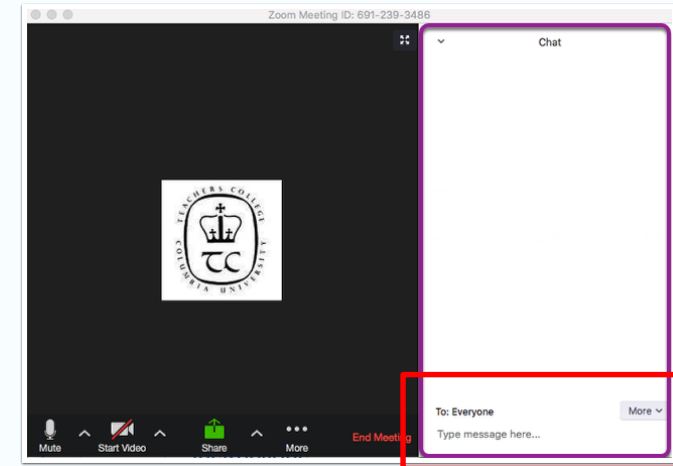 Zoom Meeting ID: 691-239-3486
Chat
TEACHERS COLLEGE
COLUMBIA UNIVERSITY
TC
To: Everyone
More
Type message here...
Mute
Start Video
Share
More
End Meeting